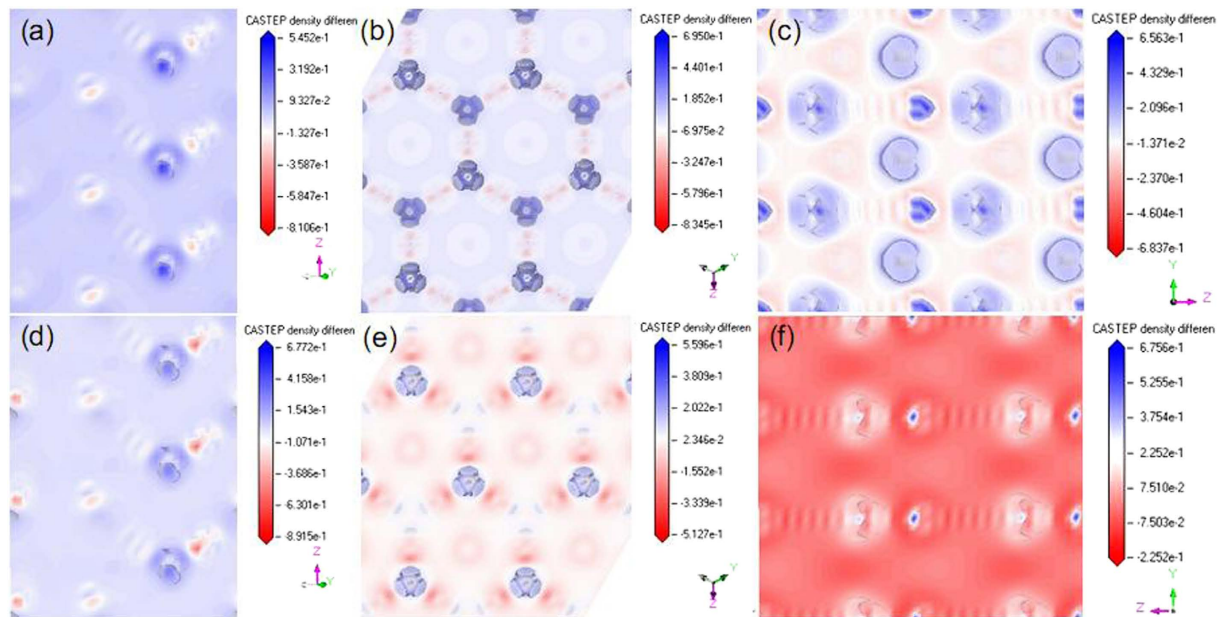 (a)
CASTEP density differen
5.452e-1
3.192e-1
9.327e-2
-1.327e-1
-3.587e-1
-5.847e-1
-8.106e-1
Z
Y
(b)
CASTEP density differen
6.950e-1
4.401e-1
1.852e-1
-6.975e-2
-3.247e-1
-5.796e-1
-8.345e-1
Y
Z
(c)
CASTEP density differen
6.563e-1
4.329e-1
2.096e-1
-1.371e-2
-2.370e-1
-4.604e-1
-6.837e-1
Y
Z
(d)
CASTEP density differen
6.772e-1
4.158e-1
1.543e-1
-1.071e-1
-3.686e-1
-6.301e-1
-8.915e-1
Z
Y
(e)
CASTEP density differen
5.596e-1
3.809e-1
2.022e-1
2.346e-2
-1.552e-1
-3.339e-1
-5.127e-1
Y
Z
(f)
CASTEP density differen
6.756e-1
5.255e-1
3.754e-1
2.252e-1
7.510e-2
-7.503e-2
-2.252e-1
Y
Z